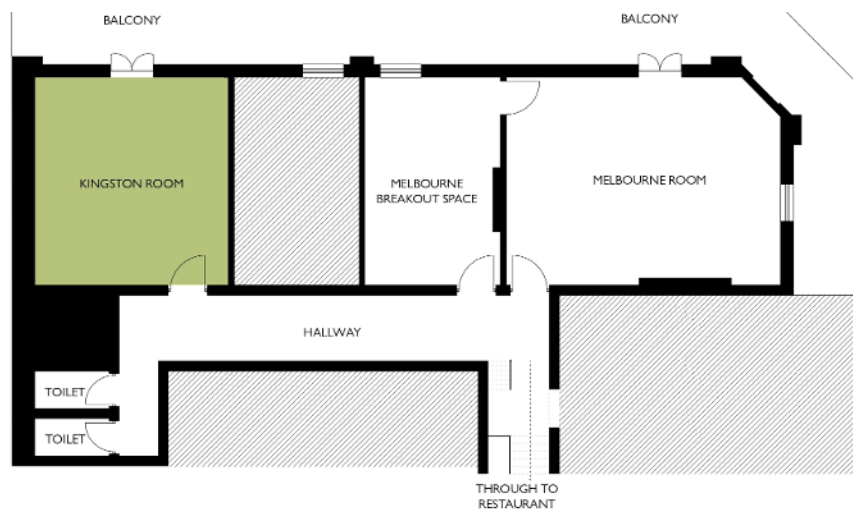 BALCONY
BALCONY
KINGSTON ROOM
MELBOURNE
BREAKOUT SPACE
MELBOURNE ROOM
HALLWAY
TOILET
TOILET
THROUGH TO
RESTAURANT